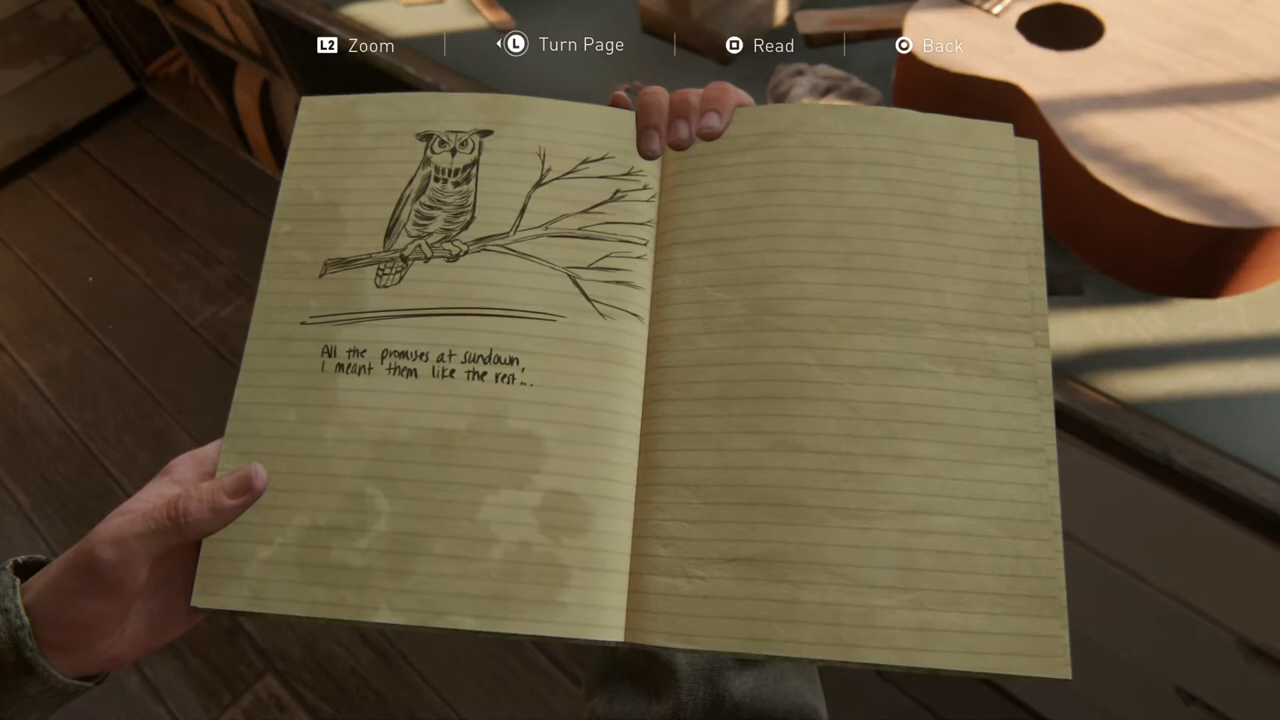 L2 Zoom
L Turn Page
Read
Back
All the promises at sundown,
I meant them like the rest...